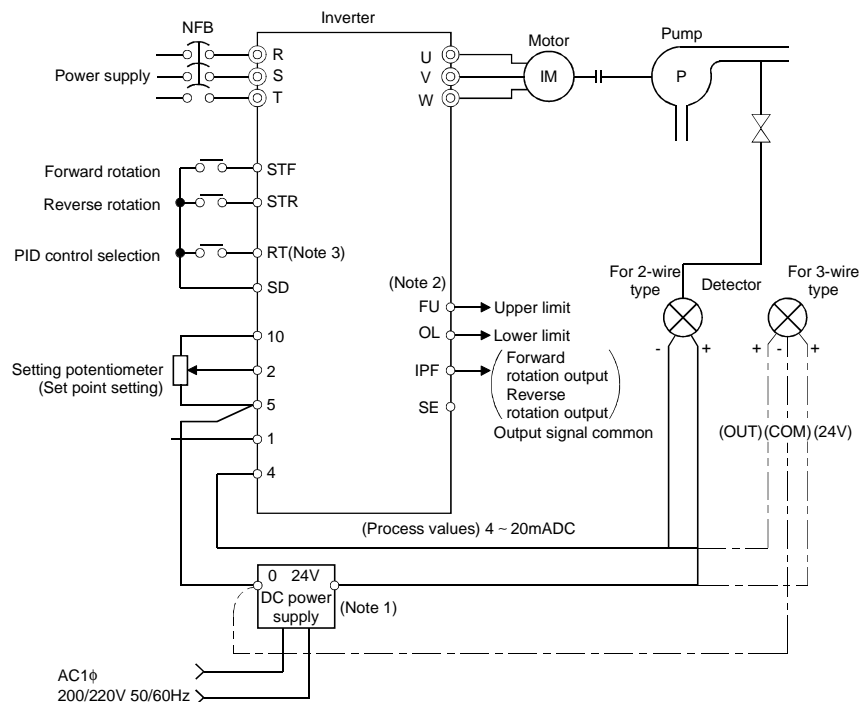 Inverter
NFB
R
S
T
Power supply
U
V
W
Motor
IM
Pump
P
Forward rotation
STF
Reverse rotation
STR
PID control selection
RT(Note 3)
SD
(Note 2)
FU
Upper limit
OL
Lower limit
IPF
Forward
rotation output
Reverse
rotation output
SE
Output signal common
For 2-wire
type
Detector
For 3-wire
type
- +
+ - +
(OUT)(COM)(24V)
10
Setting potentiometer
(Set point setting)
2
5
1
4
(Process values) 4 ~ 20mADC
0 24V
DC power
supply
(Note 1)
AC1ϕ
200/220V 50/60Hz